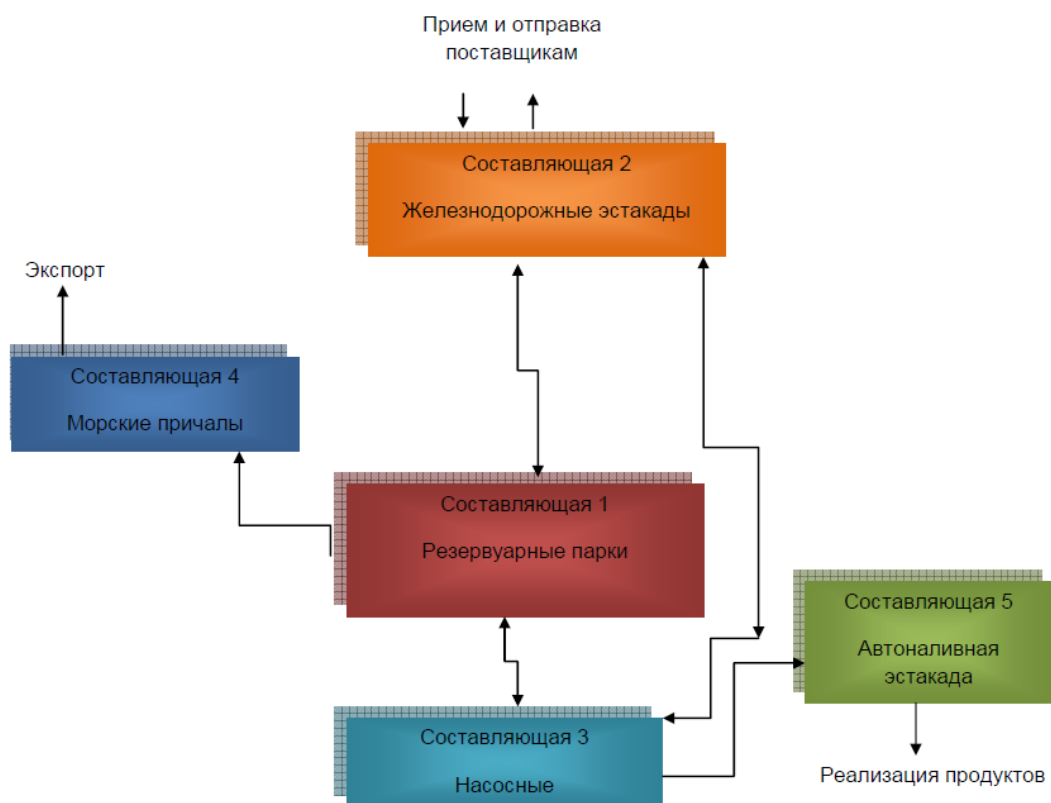 Прием и отправка
поставщикам
Составляющая 2
Железнодорожные эстакады
Экспорт
Составляющая 4
Морские причалы
Составляющая 1
Резервуарные парки
Составляющая 5
Автоналивная
эстакада
Составляющая 3
Насосные
Реализация продуктов